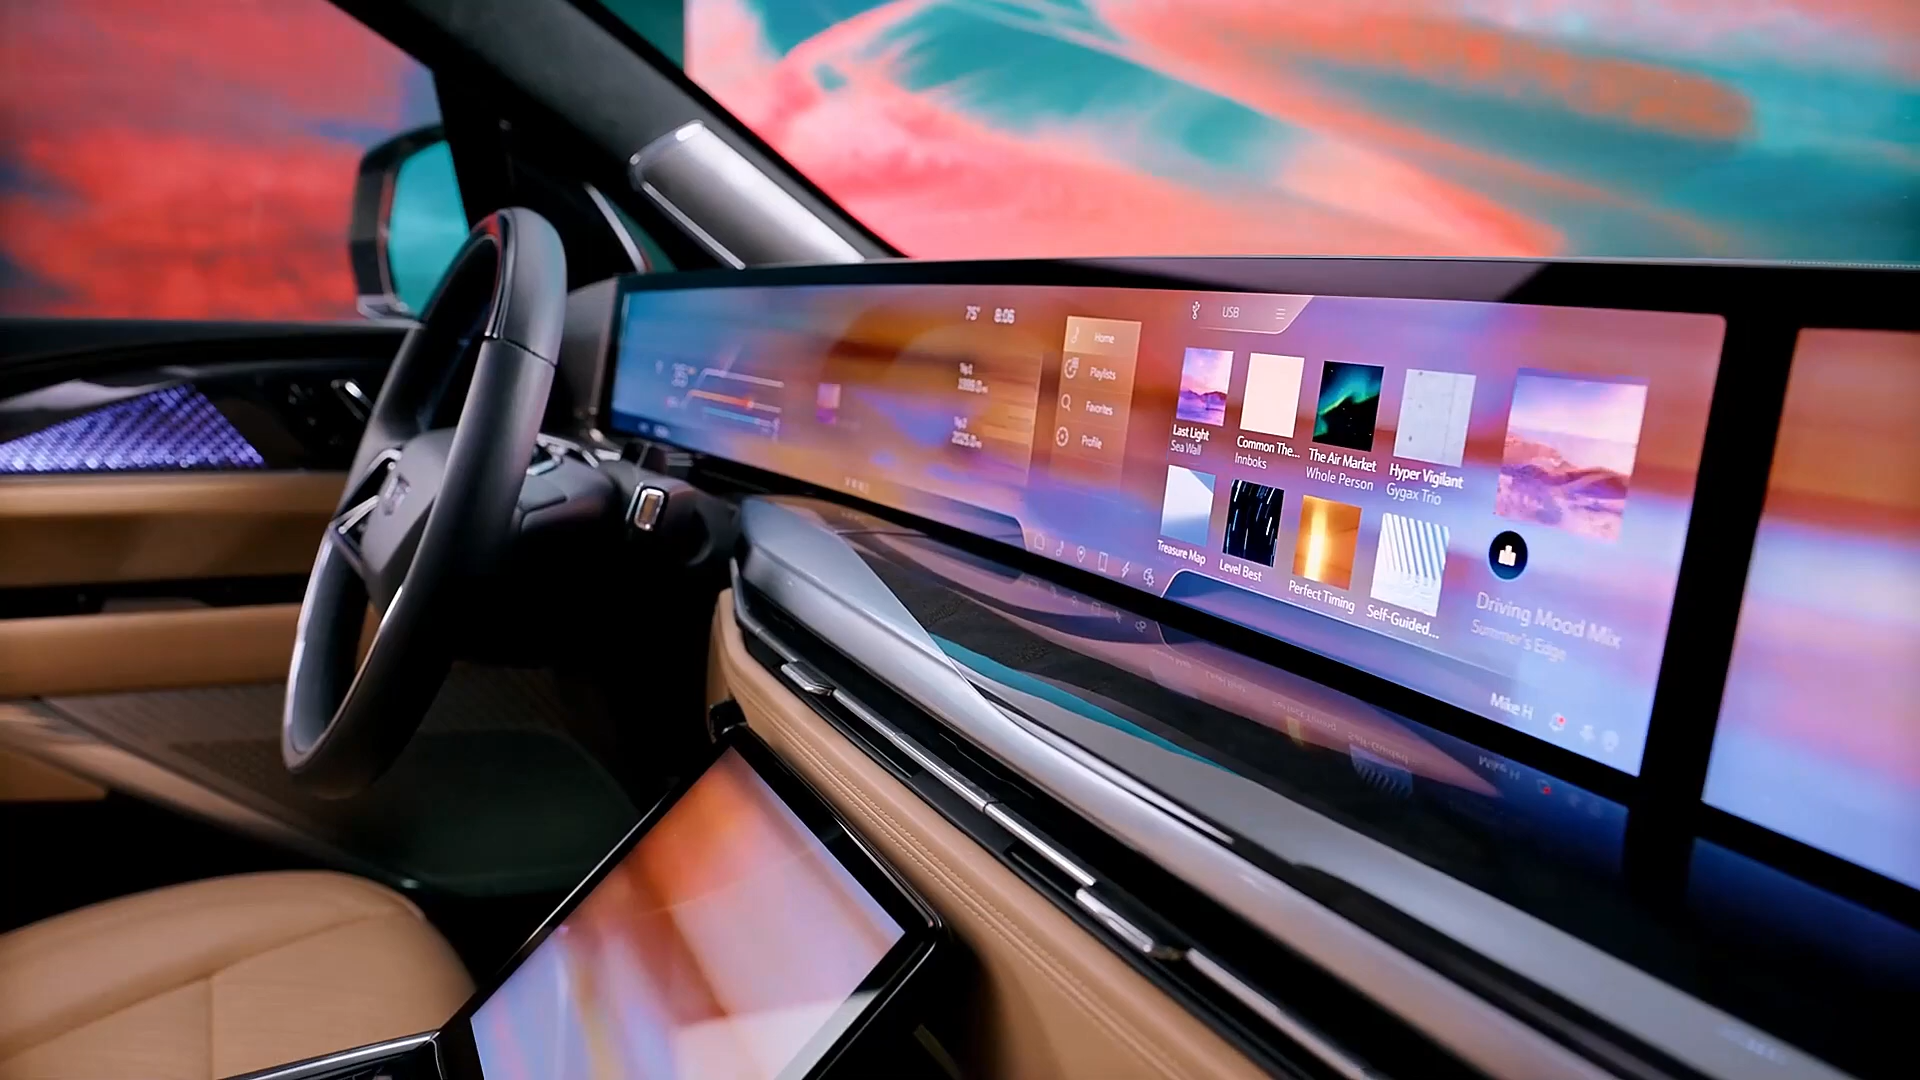 75° 8:06
Home
Playlists
Favorites
Profile
USB
Last Light
Sea Wall
Common The...
Innboks
The Air Market
Whole Person
Hyper Vigilant
Gygax Trio
Treasure Map
Level Best
Perfect Timing
Self-Guided...
Driving Mood Mix
Summer's Edge
Mike H